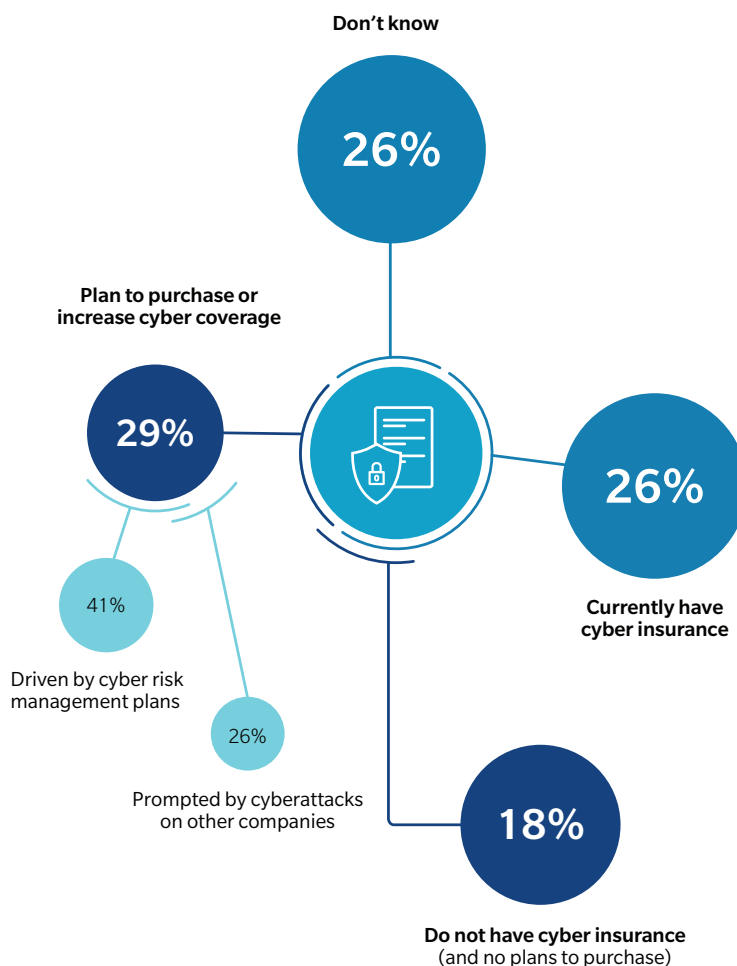 Don’t know
26%
Plan to purchase or
increase cyber coverage
29%
26%
Currently have
cyber insurance
41%
Driven by cyber risk
management plans
26%
Prompted by cyberattacks
on other companies
18%
Do not have cyber insurance
(and no plans to purchase)